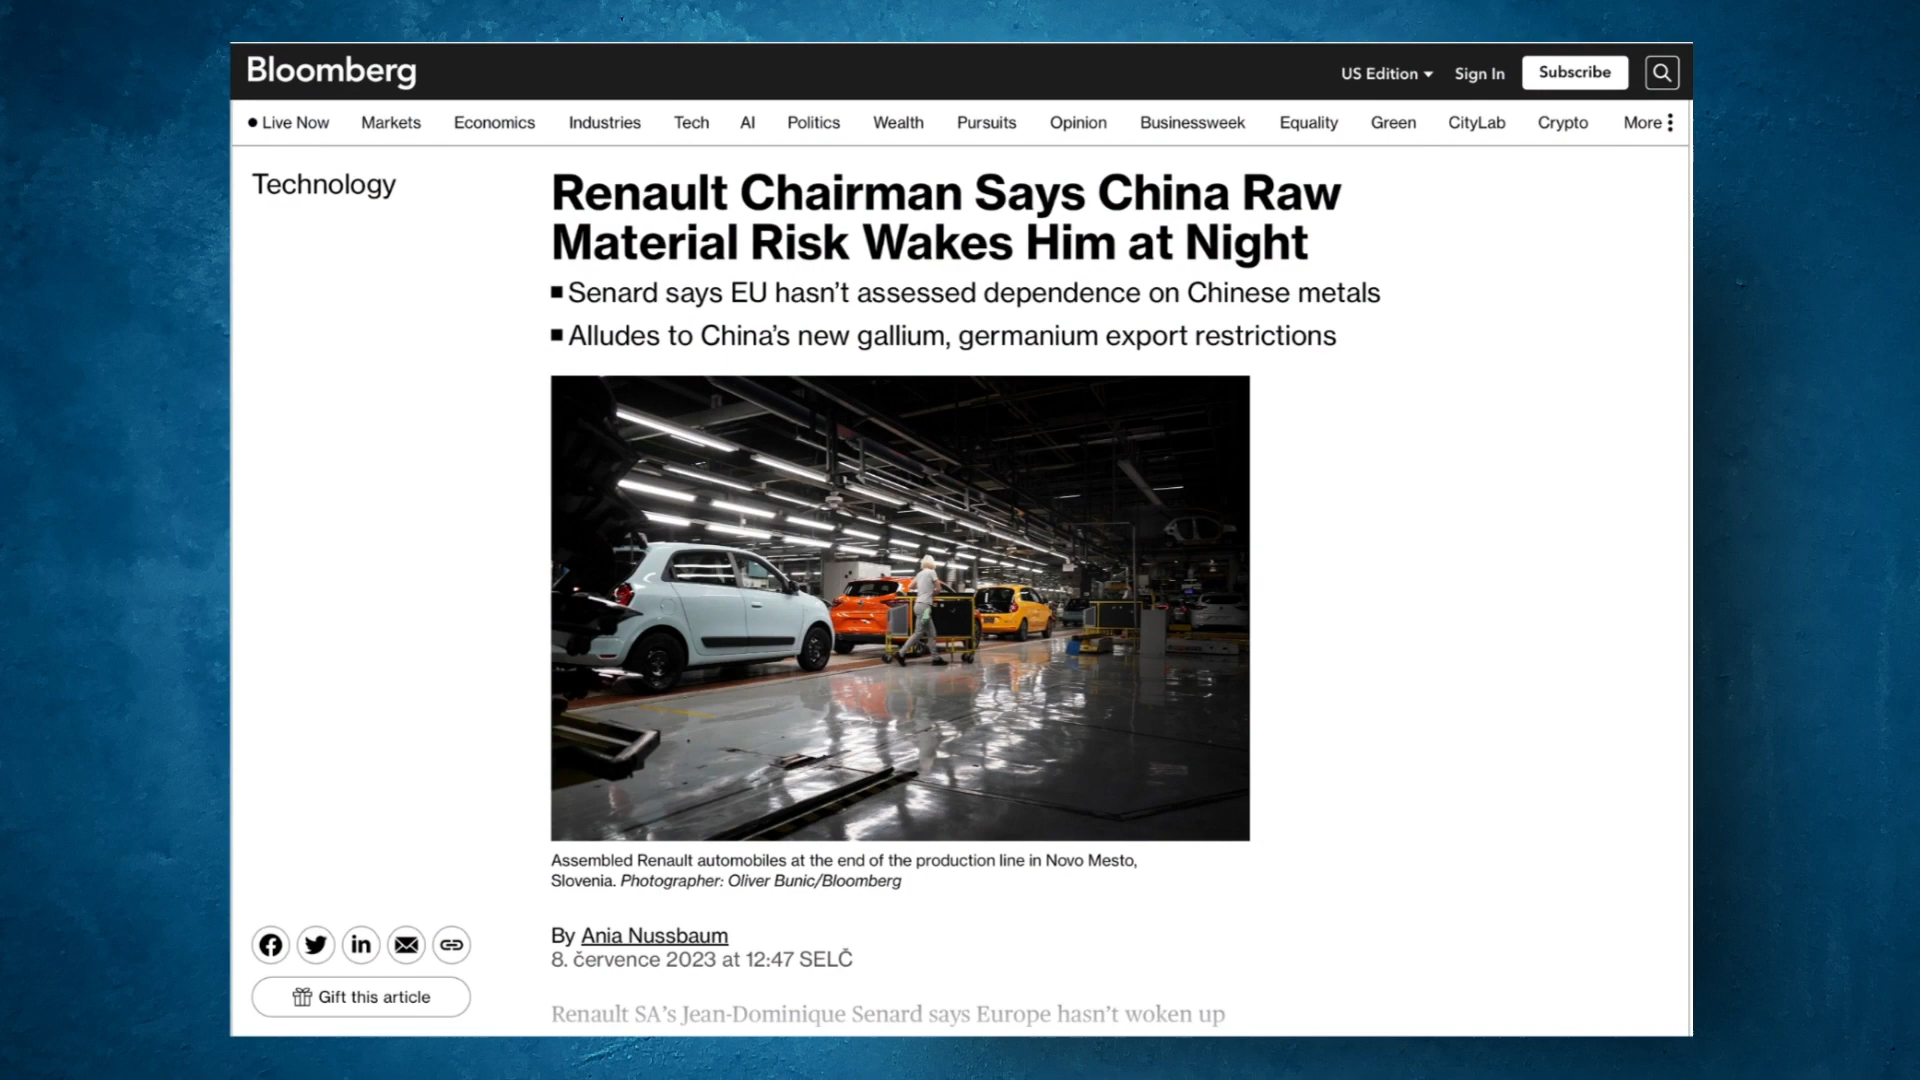 Bloomberg
US Edition
Sign In
Subscribe
Live Now
Markets
Economics
Industries
Tech
AI
Politics
Wealth
Pursuits
Opinion
Businessweek
Equality
Green
CityLab
Crypto
More
Technology
Renault Chairman Says China Raw
Material Risk Wakes Him at Night
Senard says EU hasn't assessed dependence on Chinese metals
Alludes to China's new gallium, germanium export restrictions
Assembled Renault automobiles at the end of the production line in Novo Mesto,
Slovenia. Photographer: Oliver Bunic/Bloomberg
By Ania Nussbaum
8. července 2023 at 12:47 SELČ
Gift this article
Renault SA's Jean-Dominique Senard says Europe hasn't woken up